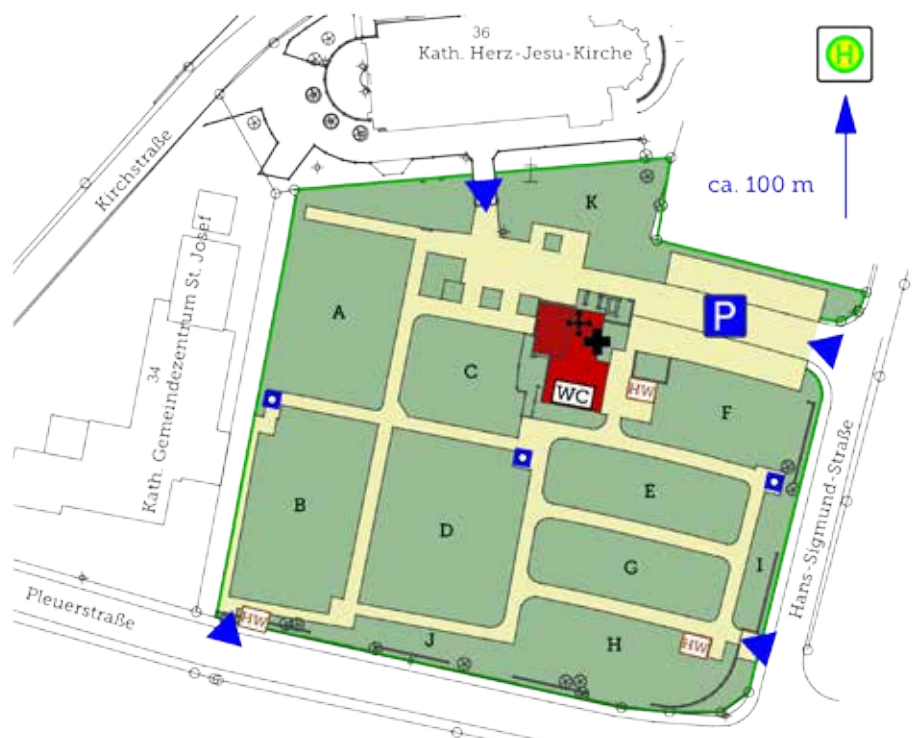 36
Kath. Herz-Jesu-Kirche
H
ca. 100 m
Kirchstraße
K
P
34
Kath. Gemeindezentrum St. Josef
A
C
WC
HW
F
B
D
E
G
I
Hans-Sigmund-Straße
Pleuerstraße
HW
J
H
HW